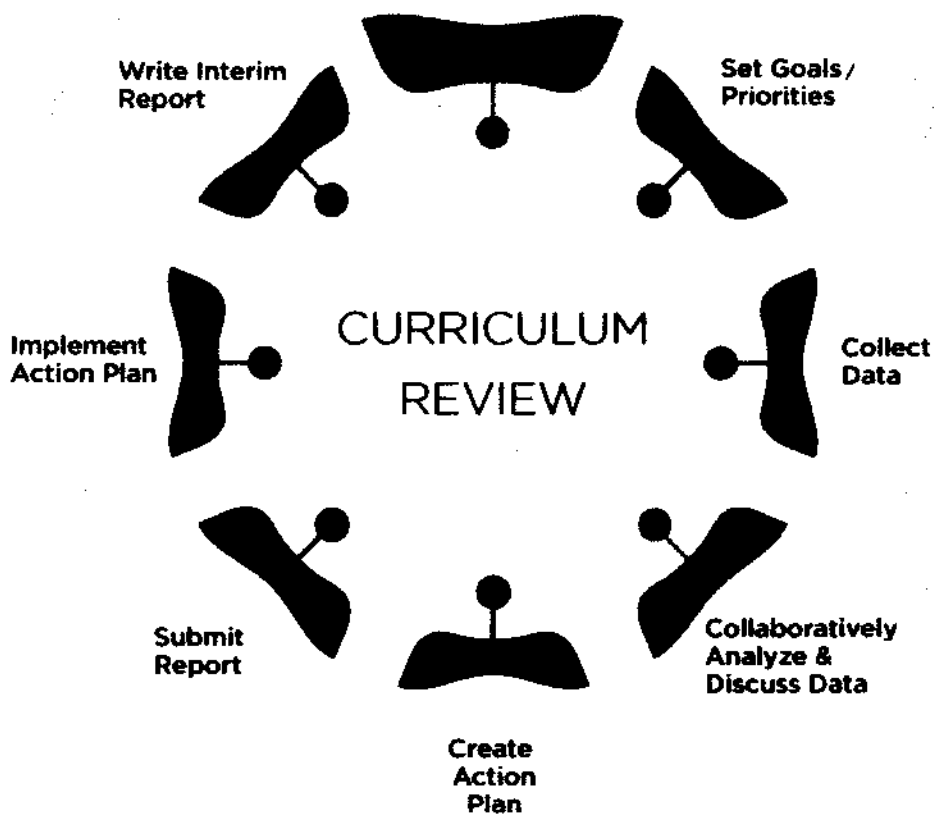 Write Interim
Report
Set Goals/
Priorities
CURRICULUM
REVIEW
Implement
Action Plan
Collect
Data
Submit
Report
Collaboratively
Analyze &
Discuss Data
Create
Action
Plan